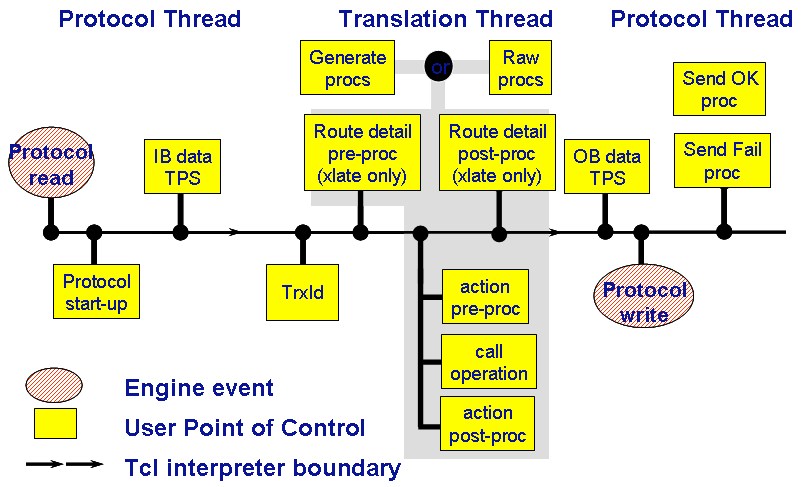 Protocol Thread
Translation Thread
Protocol Thread
Generate
procs
or
Raw
procs
Send OK
proc
Protocol
read
IB data
TPS
Route detail
pre-proc
(xlate only)
Route detail
post-proc
(xlate only)
OB data
TPS
Send Fail
proc
Protocol
start-up
TrxId
action
pre-proc
Protocol
write
call
operation
action
post-proc
Engine event
User Point of Control
Tcl interpreter boundary